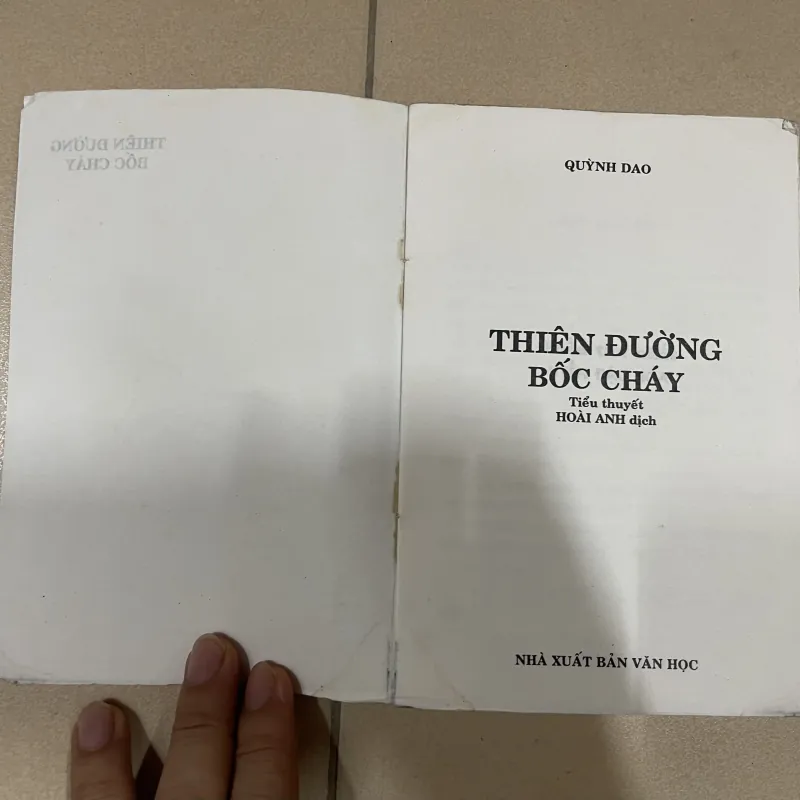 THIÊN ĐƯỜNG
BỐC CHÁY
QUỲNH DAO
THIÊN ĐƯỜNG
BỐC CHÁY
Tiểu thuyết
HOÀI ANH dịch
NHÀ XUẤT BẢN VĂN HỌC